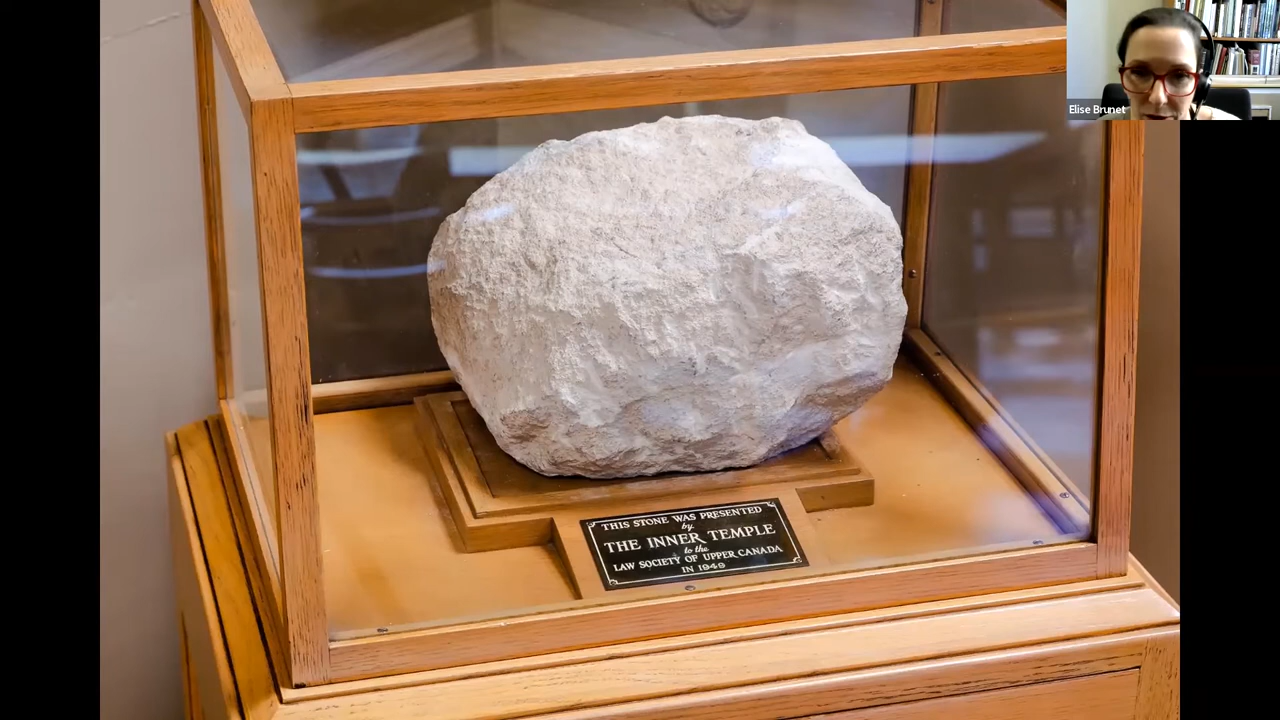 Elise Brunet
THIS STONE WAS PRESENTED
by
THE INNER TEMPLE
to the
LAW SOCIETY OF UPPER CANADA
IN 1949